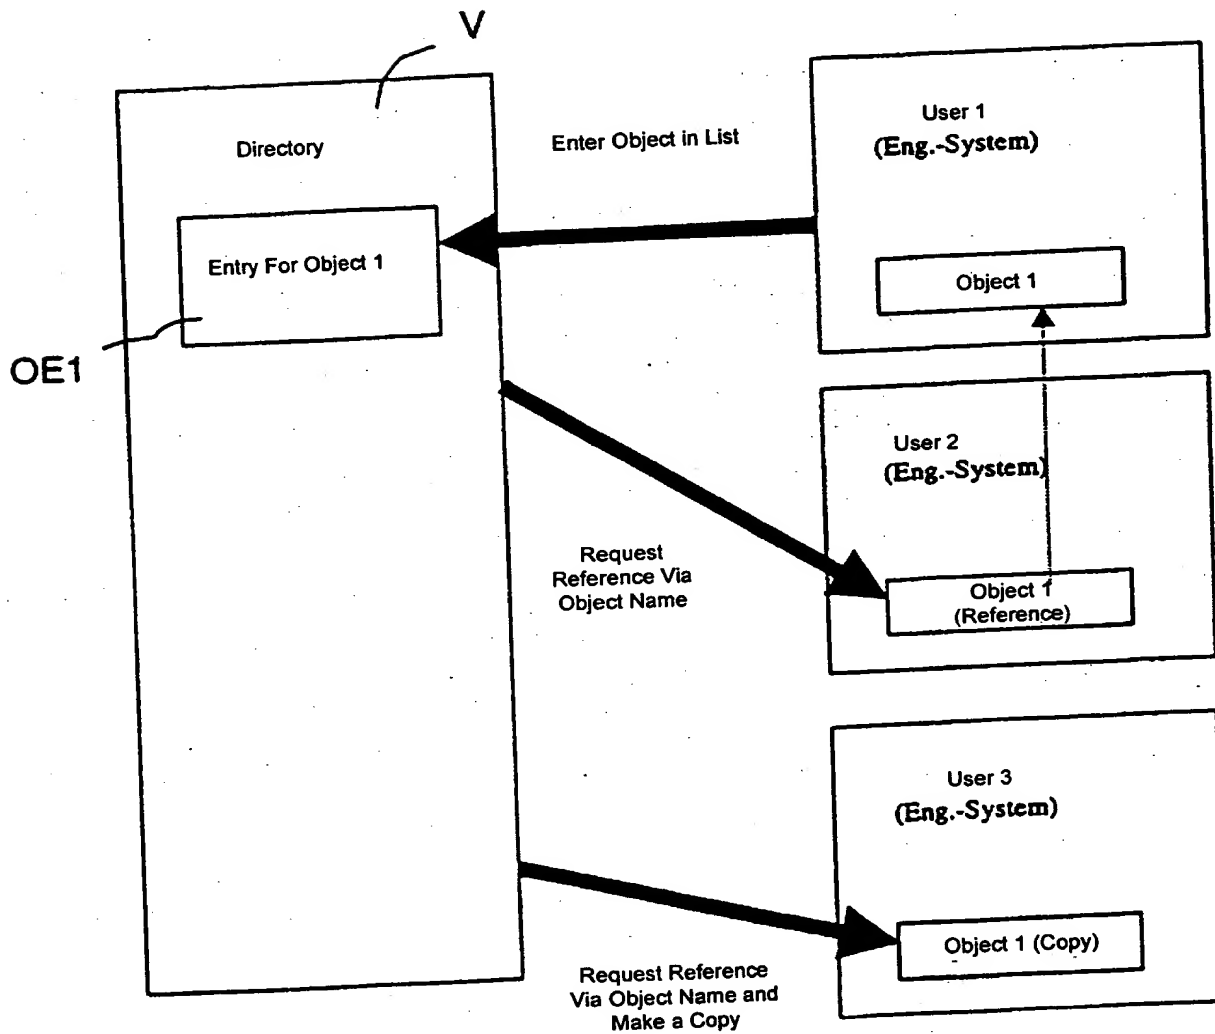 V
Directory
Entry For Object 1
OE1
Enter Object in List
User 1
(Eng.-System)
Object 1
User 2
(Eng.-System)
Request
Reference Via
Object Name
Object 1
(Reference)
User 3
(Eng.-System)
Object 1 (Copy)
Request Reference
Via Object Name and
Make a Copy